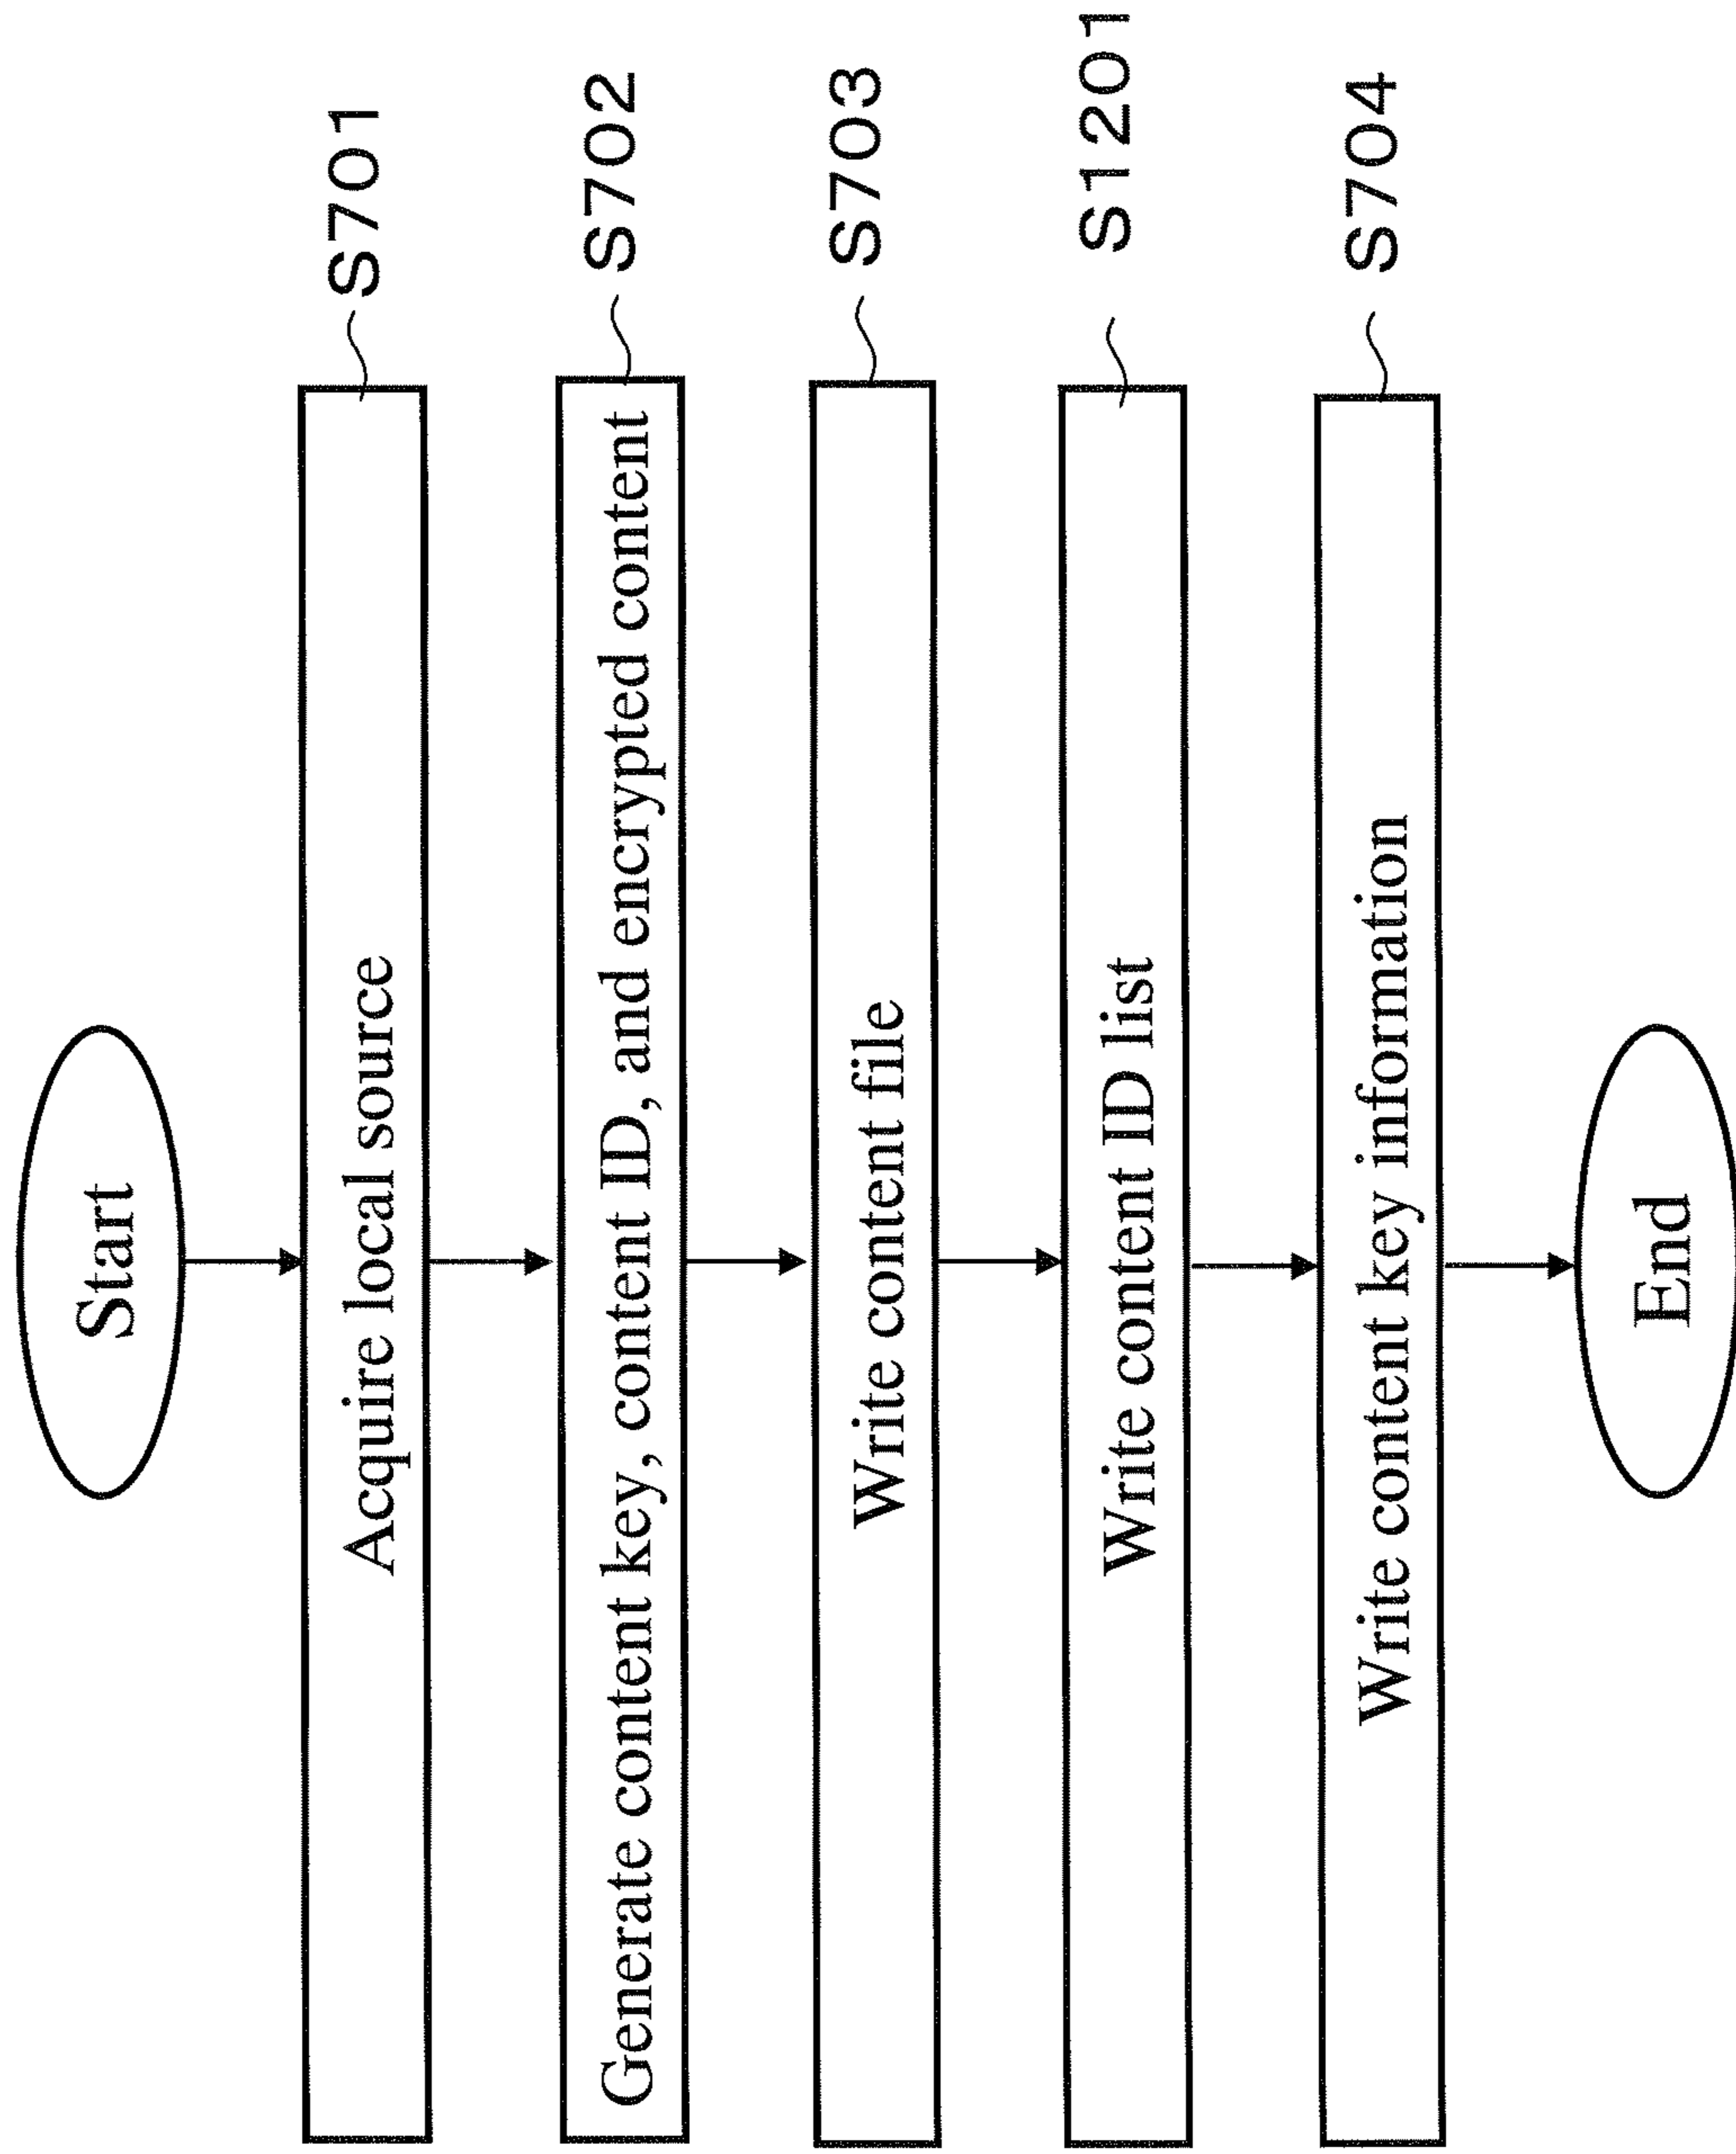 Start
Acquire local source
S701
Generate content key, content ID, and encrypted content
S702
Write content file
S703
Write content ID list
S1201
Write content key information
S704
End